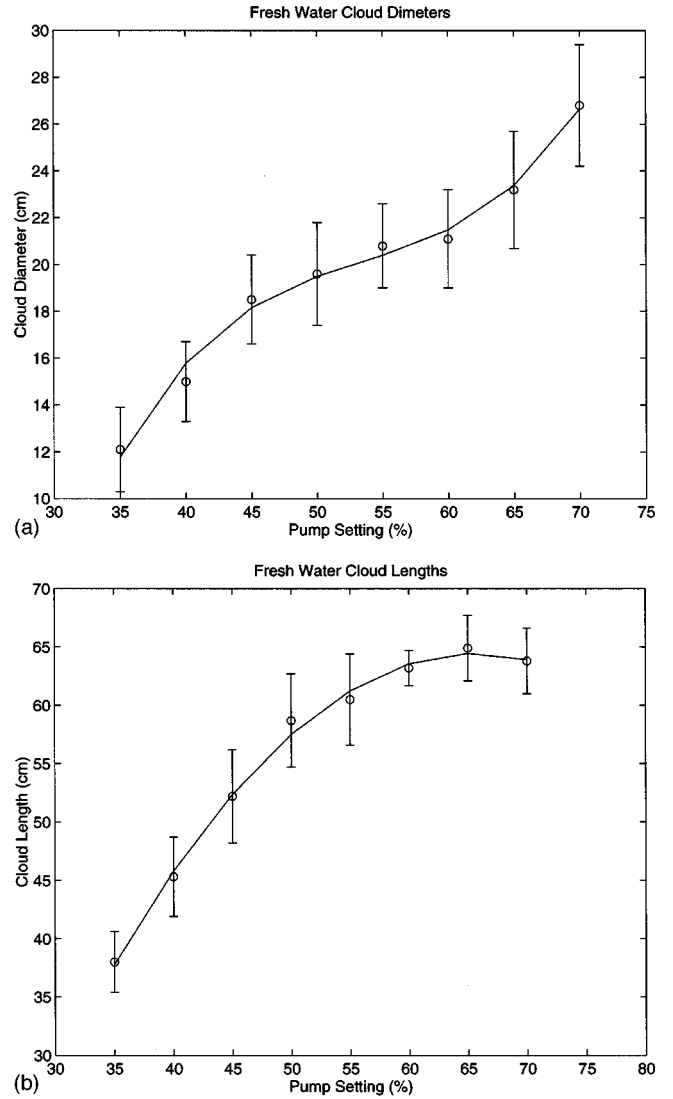 Fresh Water Cloud Dimeters
30
28
26
24
22
20
18
16
14
12
10
Cloud Diameter (cm)
30 35 40 45 50 55 60 65 70 75
Pump Setting (%)
(a)
Fresh Water Cloud Lengths
70
65
60
55
50
45
40
35
30
Cloud Length (cm)
30 35 40 45 50 55 60 65 70 75 80
Pump Setting (%)
(b)